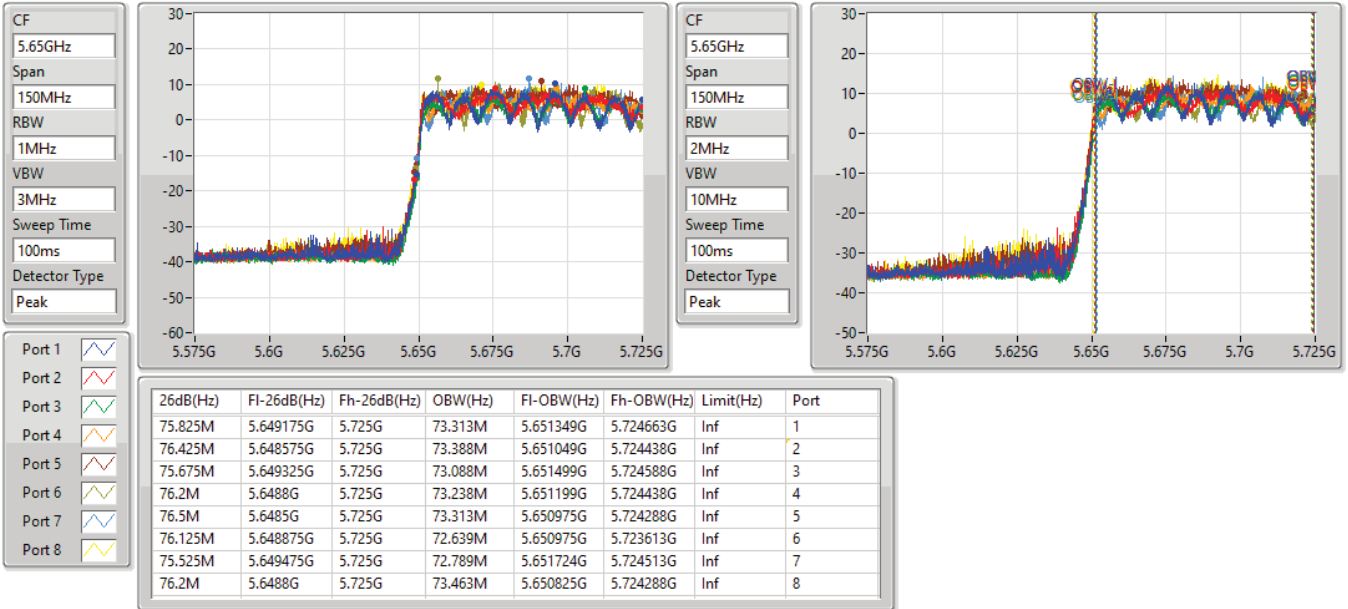 CF
5.65GHz
Span
150MHz
RBW
1MHz
VBW
3MHz
Sweep Time
100ms
Detector Type
Peak
30
20
10
0
-10
-20
-30
-40
-50
-60
5.575G 5.6G 5.625G 5.65G 5.675G 5.7G 5.725G
CF
5.65GHz
Span
150MHz
RBW
2MHz
VBW
10MHz
Sweep Time
100ms
Detector Type
Peak
30
20
10
0
-10
-20
-30
-40
-50
5.575G 5.6G 5.625G 5.65G 5.675G 5.7G 5.725G
Port 1
Port 2
Port 3
Port 4
Port 5
Port 6
Port 7
Port 8
26dB(Hz) Fl-26dB(Hz) Fh-26dB(Hz) OBW(Hz) Fl-OBW(Hz) Fh-OBW(Hz) Limit(Hz) Port
75.825M 5.649175G 5.725G 73.313M 5.651349G 5.724663G Inf 1
76.425M 5.648575G 5.725G 73.388M 5.651049G 5.724438G Inf 2
75.675M 5.649325G 5.725G 73.088M 5.651499G 5.724588G Inf 3
76.2M 5.6488G 5.725G 73.238M 5.651199G 5.724438G Inf 4
76.5M 5.6485G 5.725G 73.313M 5.650975G 5.724288G Inf 5
76.125M 5.648875G 5.725G 72.639M 5.650975G 5.723613G Inf 6
75.525M 5.649475G 5.725G 72.789M 5.651724G 5.724513G Inf 7
76.2M 5.6488G 5.725G 73.463M 5.650825G 5.724288G Inf 8